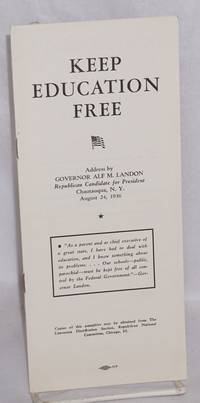 KEEP
EDUCATION
FREE
Address by
GOVERNOR ALF M. LANDON
Republican Candidate for President
Chautauqua, N. Y.
August 24, 1936
"As a parent and as chief executive of
a great state, I have had to deal with
education, and I know something about
its problems. . . . Our schools—public,
parochial—must be kept free of all con-
trol by the Federal Government."—Gov-
ernor Landon.
Copies of this pamphlet may be obtained from The
Literature Distribution Section, Republican National
Committee, Chicago, Ill.